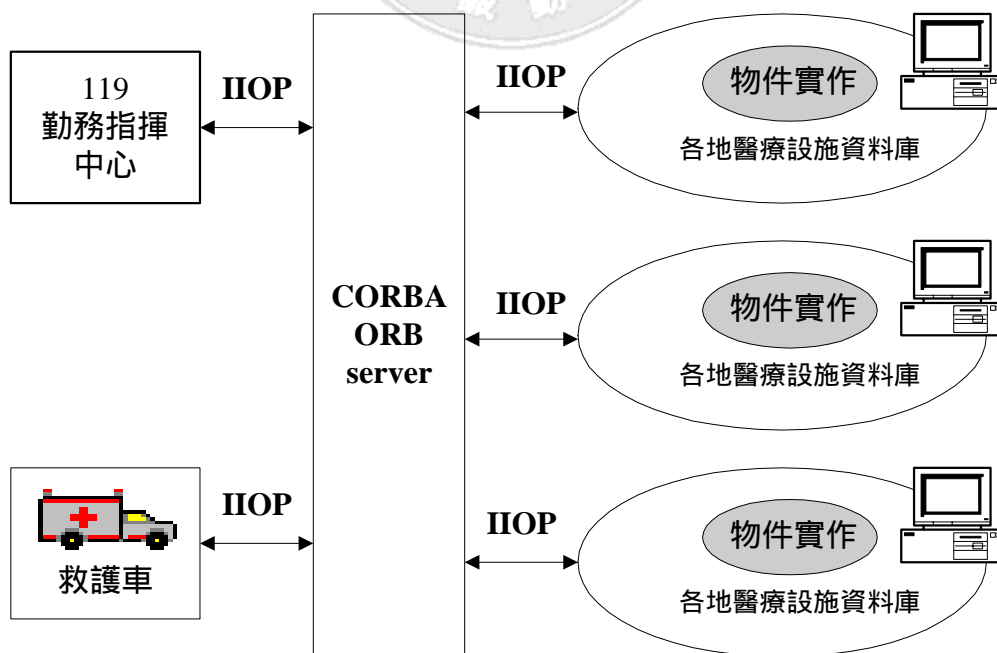 119
勤務指揮
中心
IIOP
IIOP
物件實作
各地醫療設施資料庫
CORBA
ORB
server
IIOP
物件實作
各地醫療設施資料庫
救護車
IIOP
IIOP
物件實作
各地醫療設施資料庫